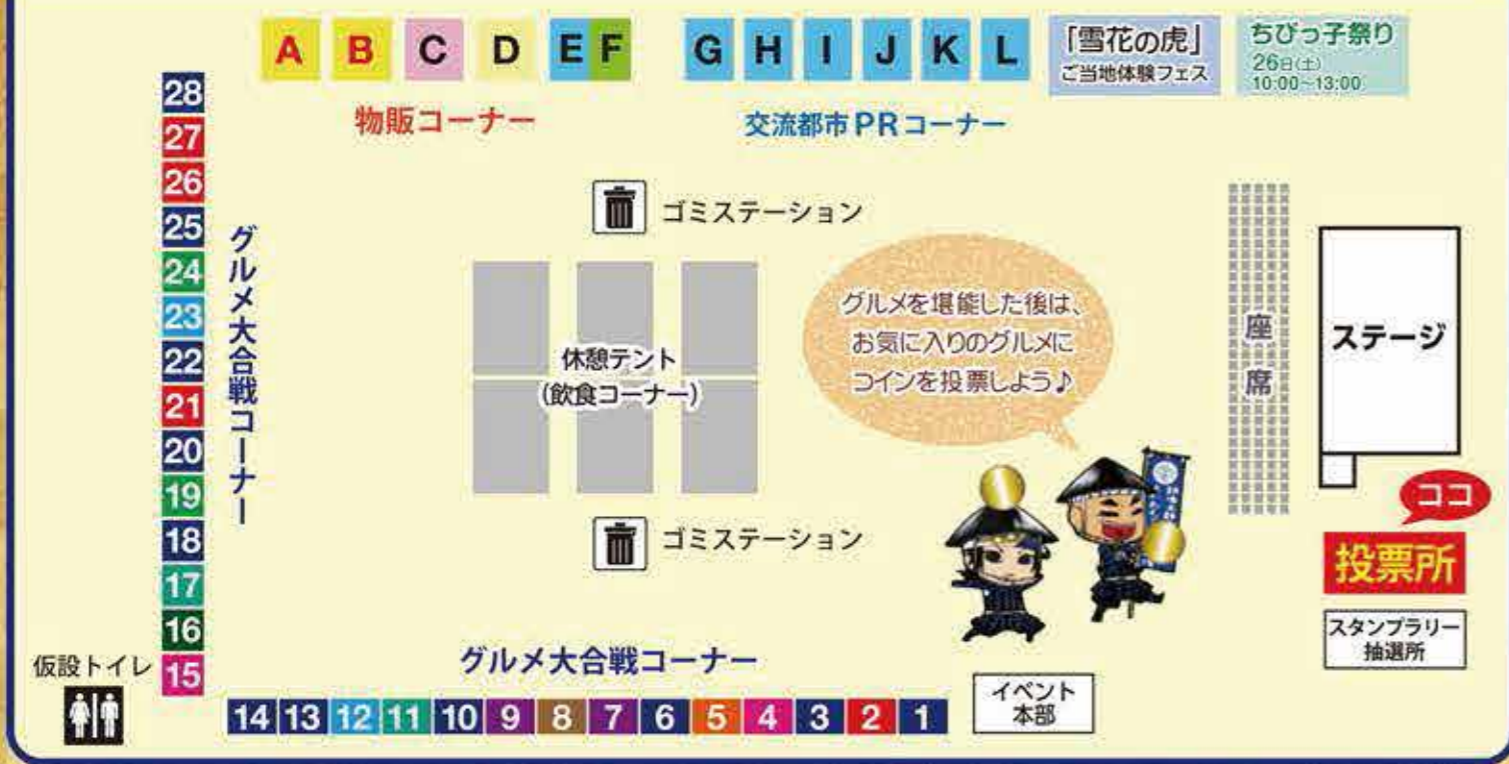 A B C D E F G H I J K L
「雪花の虎」
ご当地体験フェス
ちびっ子祭り
26日(土)
10:00~13:00
物販コーナー
交流都市PRコーナー
28
27
26
25
24
23
22
21
20
19
18
17
16
15
グルメ大合戦コーナー
ゴミステーション
休憩テント
(飲食コーナー)
ゴミステーション
グルメを堪能した後は、
お気に入りのグルメに
コインを投票しよう♪
座席
ステージ
ココ
投票所
スタンプラリー
抽選所
仮設トイレ
グルメ大合戦コーナー
14 13 12 11 10 9 8 7 6 5 4 3 2 1
イベント
本部